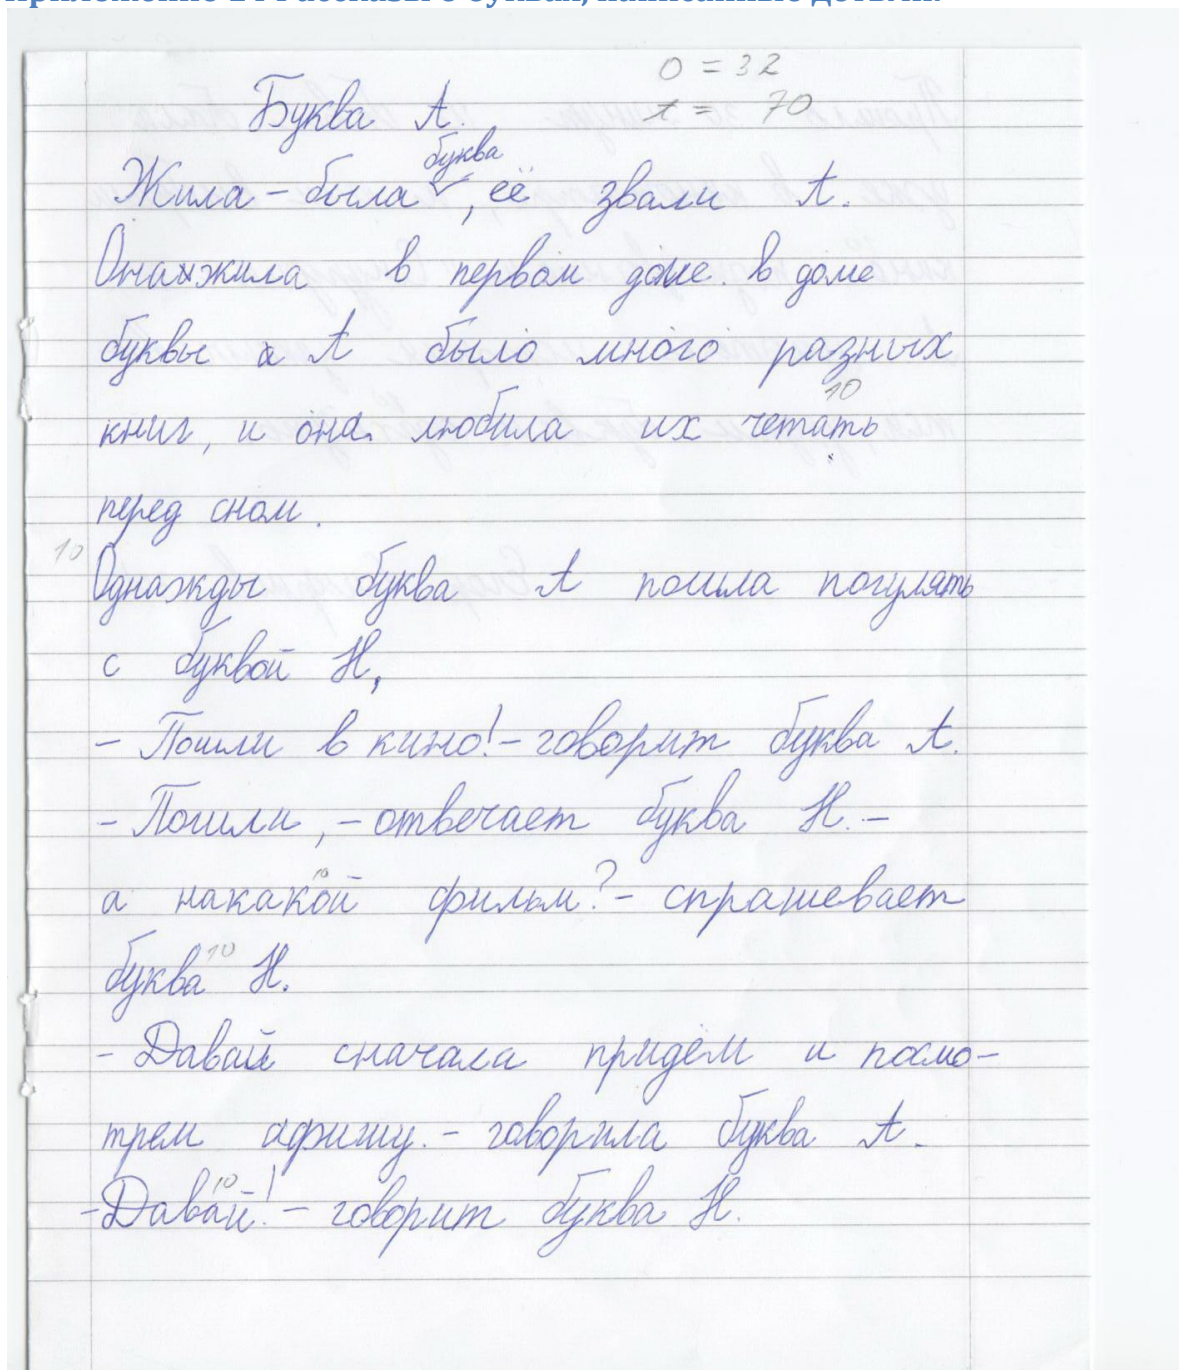 Приложение 14 Рассказы о буквах, написанные детьми.
О = 32
t = 70
Буква А.
буква
Жила-была ✓, её звали А.
Онажила в первом доме. в доме
буквы а А было много разных
10
книг, и она любила их четать
перед сном.
10
Однажды буква А пошла погулять
с буквой Н,
- Пошли в кино! - говорит буква А.
- Пошли, - отвечает буква Н. -
10
а накакой фильм? - спрашевает
10
буква Н.
- Давай сначала придём и посмо-
трем афишу. - говорила буква А.
10
- Давай! - говорит буква Н.